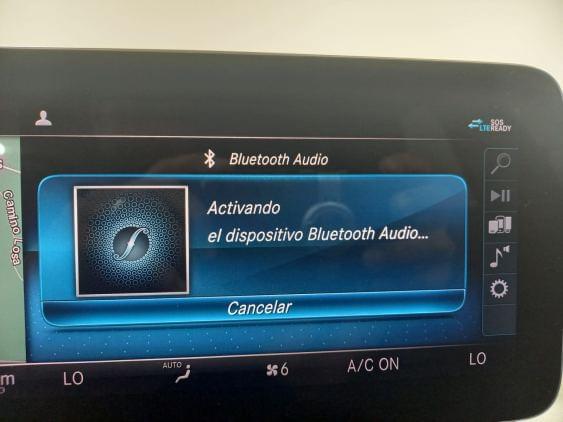 SOS
LTE READY
Bluetooth Audio
Camino Losa
Activando
el dispositivo Bluetooth Audio...
Cancelar
m
LO
AUTO
6
A/C ON
LO